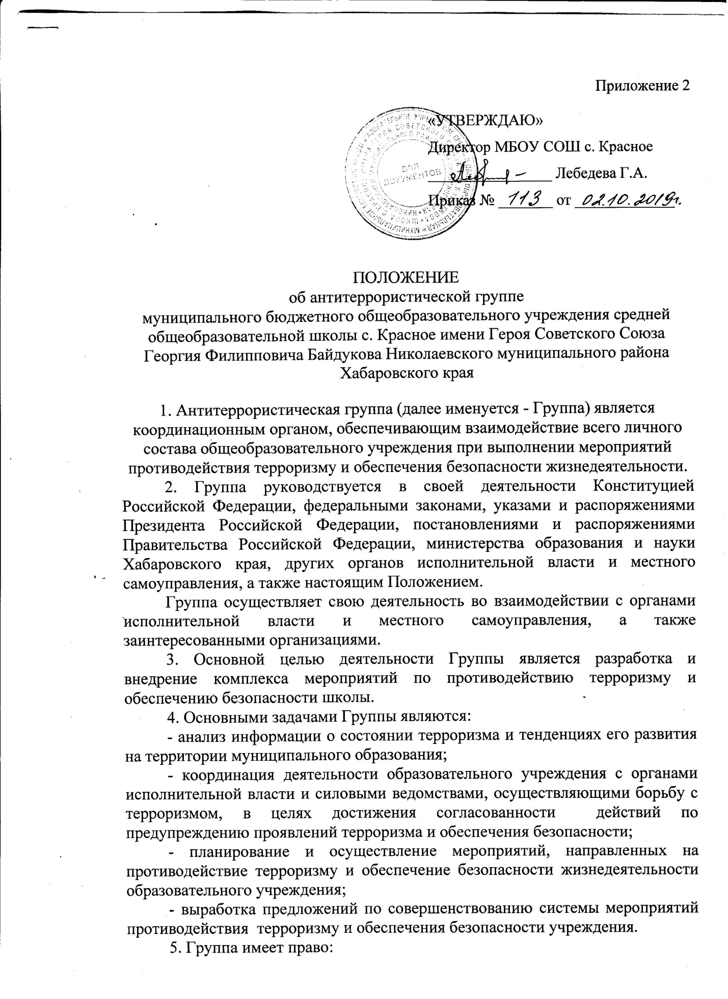 Приложение 2
«УТВЕРЖДАЮ»
Директор МБОУ СОШ с. Красное
Лебедева Г.А.
Приказ № 113 от 02.10.2019г.
ДЛЯ
ДОКУМЕНТОВ
ПОЛОЖЕНИЕ
об антитеррористической группе
муниципального бюджетного общеобразовательного учреждения средней
общеобразовательной школы с. Красное имени Героя Советского Союза
Георгия Филипповича Байдукова Николаевского муниципального района
Хабаровского края
1. Антитеррористическая группа (далее именуется - Группа) является
координационным органом, обеспечивающим взаимодействие всего личного
состава общеобразовательного учреждения при выполнении мероприятий
противодействия терроризму и обеспечения безопасности жизнедеятельности.
2. Группа руководствуется в своей деятельности Конституцией
Российской Федерации, федеральными законами, указами и распоряжениями
Президента Российской Федерации, постановлениями и распоряжениями
Правительства Российской Федерации, министерства образования и науки
Хабаровского края, других органов исполнительной власти и местного
самоуправления, а также настоящим Положением.
Группа осуществляет свою деятельность во взаимодействии с органами
исполнительной власти и местного самоуправления, а также
заинтересованными организациями.
3. Основной целью деятельности Группы является разработка и
внедрение комплекса мероприятий по противодействию терроризму и
обеспечению безопасности школы.
4. Основными задачами Группы являются:
- анализ информации о состоянии терроризма и тенденциях его развития
на территории муниципального образования;
- координация деятельности образовательного учреждения с органами
исполнительной власти и силовыми ведомствами, осуществляющими борьбу с
терроризмом, в целях достижения согласованности действий по
предупреждению проявлений терроризма и обеспечения безопасности;
- планирование и осуществление мероприятий, направленных на
противодействие терроризму и обеспечение безопасности жизнедеятельности
образовательного учреждения;
- выработка предложений по совершенствованию системы мероприятий
противодействия терроризму и обеспечения безопасности учреждения.
5. Группа имеет право: